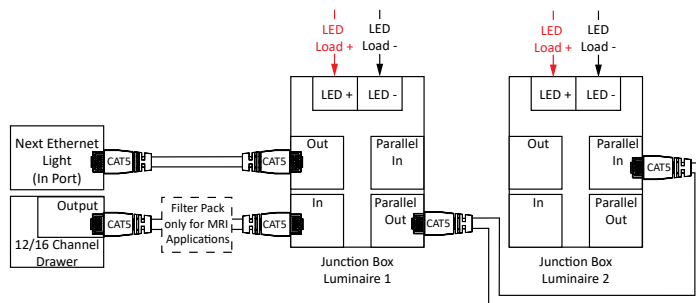 LED
Load +
LED
Load -
LED
Load +
LED
Load -
LED +
LED -
LED +
LED -
Next Ethernet
Light
(In Port)
CAT5
CAT5
Out
Parallel
In
Out
Parallel
In
CAT5
Output
12/16 Channel
Drawer
CAT5
Filter Pack
only for MRI
Applications
CAT5
In
Parallel
Out
CAT5
In
Parallel
Out
Junction Box
Luminaire 1
Junction Box
Luminaire 2